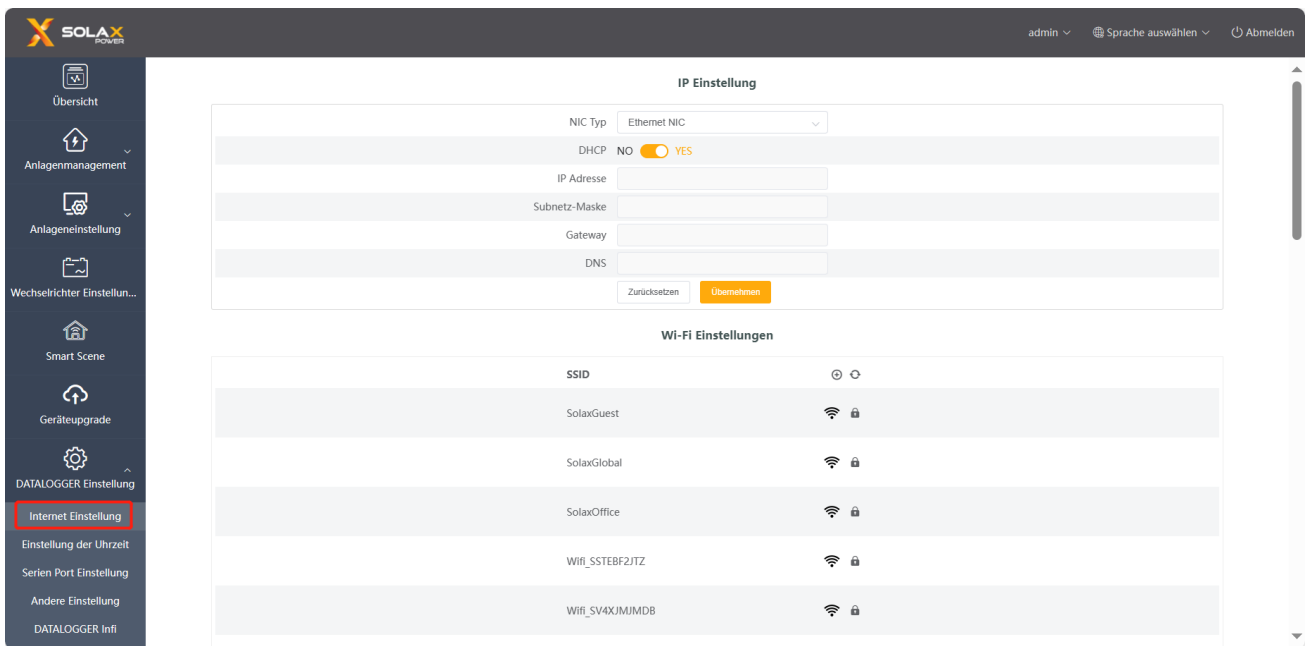 SOLAX
POWER
admin
Sprache auswählen
Abmelden
Übersicht
Anlagenmanagement
Anlageneinstellung
Wechselrichter Einstellun...
Smart Scene
Geräteupgrade
DATALOGGER Einstellung
Internet Einstellung
Einstellung der Uhrzeit
Serien Port Einstellung
Andere Einstellung
DATALOGGER Infi
IP Einstellung
NIC Typ Ethernet NIC
DHCP NO YES
IP Adresse
Subnetz-Maske
Gateway
DNS
Zurücksetzen Übernehmen
Wi-Fi Einstellungen
SSID
SolaxGuest
SolaxGlobal
SolaxOffice
Wifi_SSTEBF2JTZ
Wifi_SV4XJMJMDB